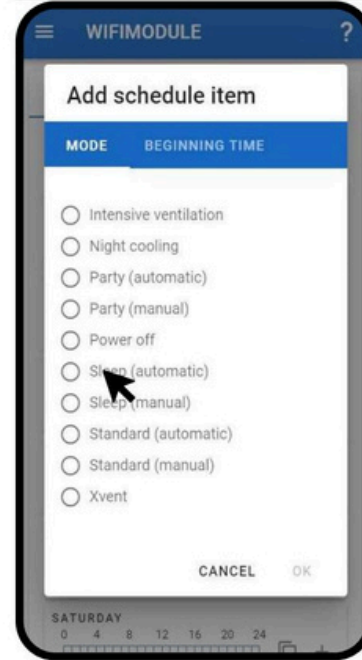 WIFIMODULE ?
Add schedule item
MODE BEGINNING TIME
Intensive ventilation
Night cooling
Party (automatic)
Party (manual)
Power off
Sleep (automatic)
Sleep (manual)
Standard (automatic)
Standard (manual)
Xvent
CANCEL OK
SATURDAY
0 4 8 12 16 20 24